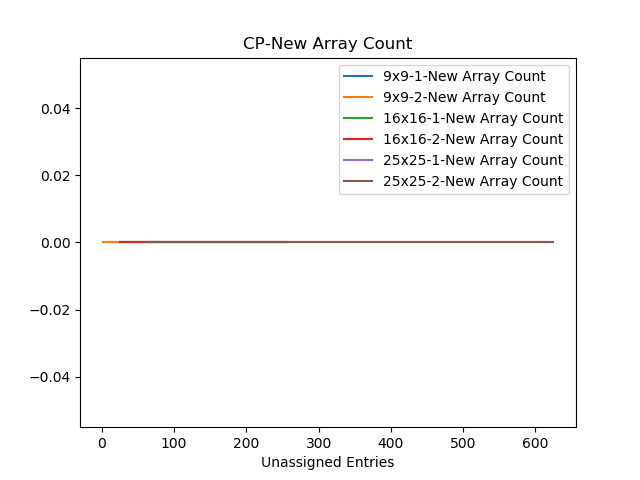 CP-New Array Count
9x9-1-New Array Count
9x9-2-New Array Count
16x16-1-New Array Count
16x16-2-New Array Count
25x25-1-New Array Count
25x25-2-New Array Count
0.04
0.02
0.00
−0.02
−0.04
0 100 200 300 400 500 600
Unassigned Entries